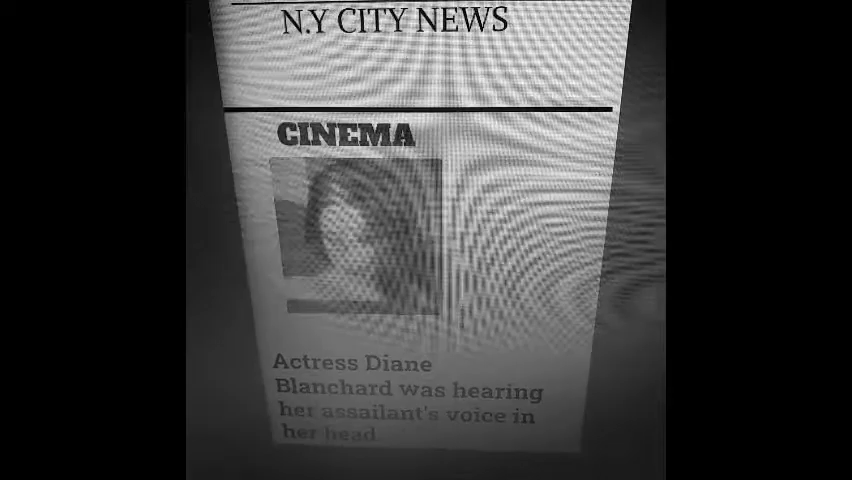 N.Y CITY NEWS
CINEMA
Actress Diane
Blanchard was hearing
her assailant's voice in
her head.